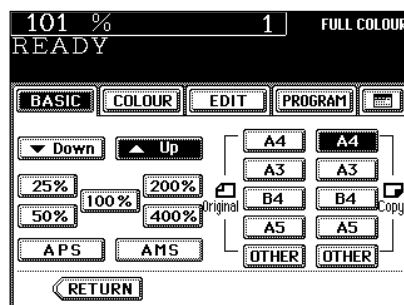 101 % 1 FULL COLOUR
READY
BASIC COLOUR EDIT PROGRAM
Down Up
25% 100% 200%
50% 400%
APS AMS
RETURN
Original
A4 A4
A3 A3
B4 B4
A5 A5
OTHER OTHER
Copy